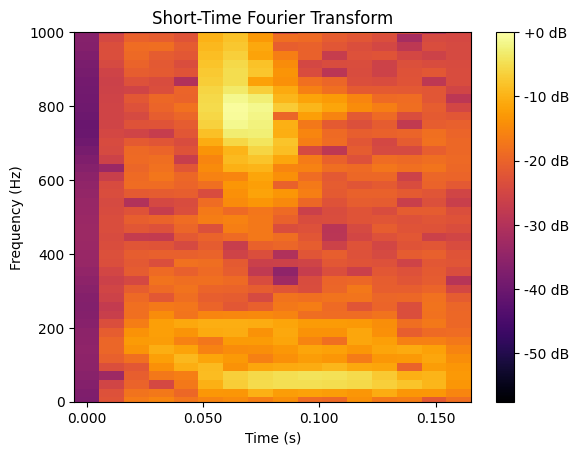 Short-Time Fourier Transform
1000
800
600
400
200
0
Frequency (Hz)
0.000
0.050
0.100
0.150
Time (s)
+0 dB
-10 dB
-20 dB
-30 dB
-40 dB
-50 dB